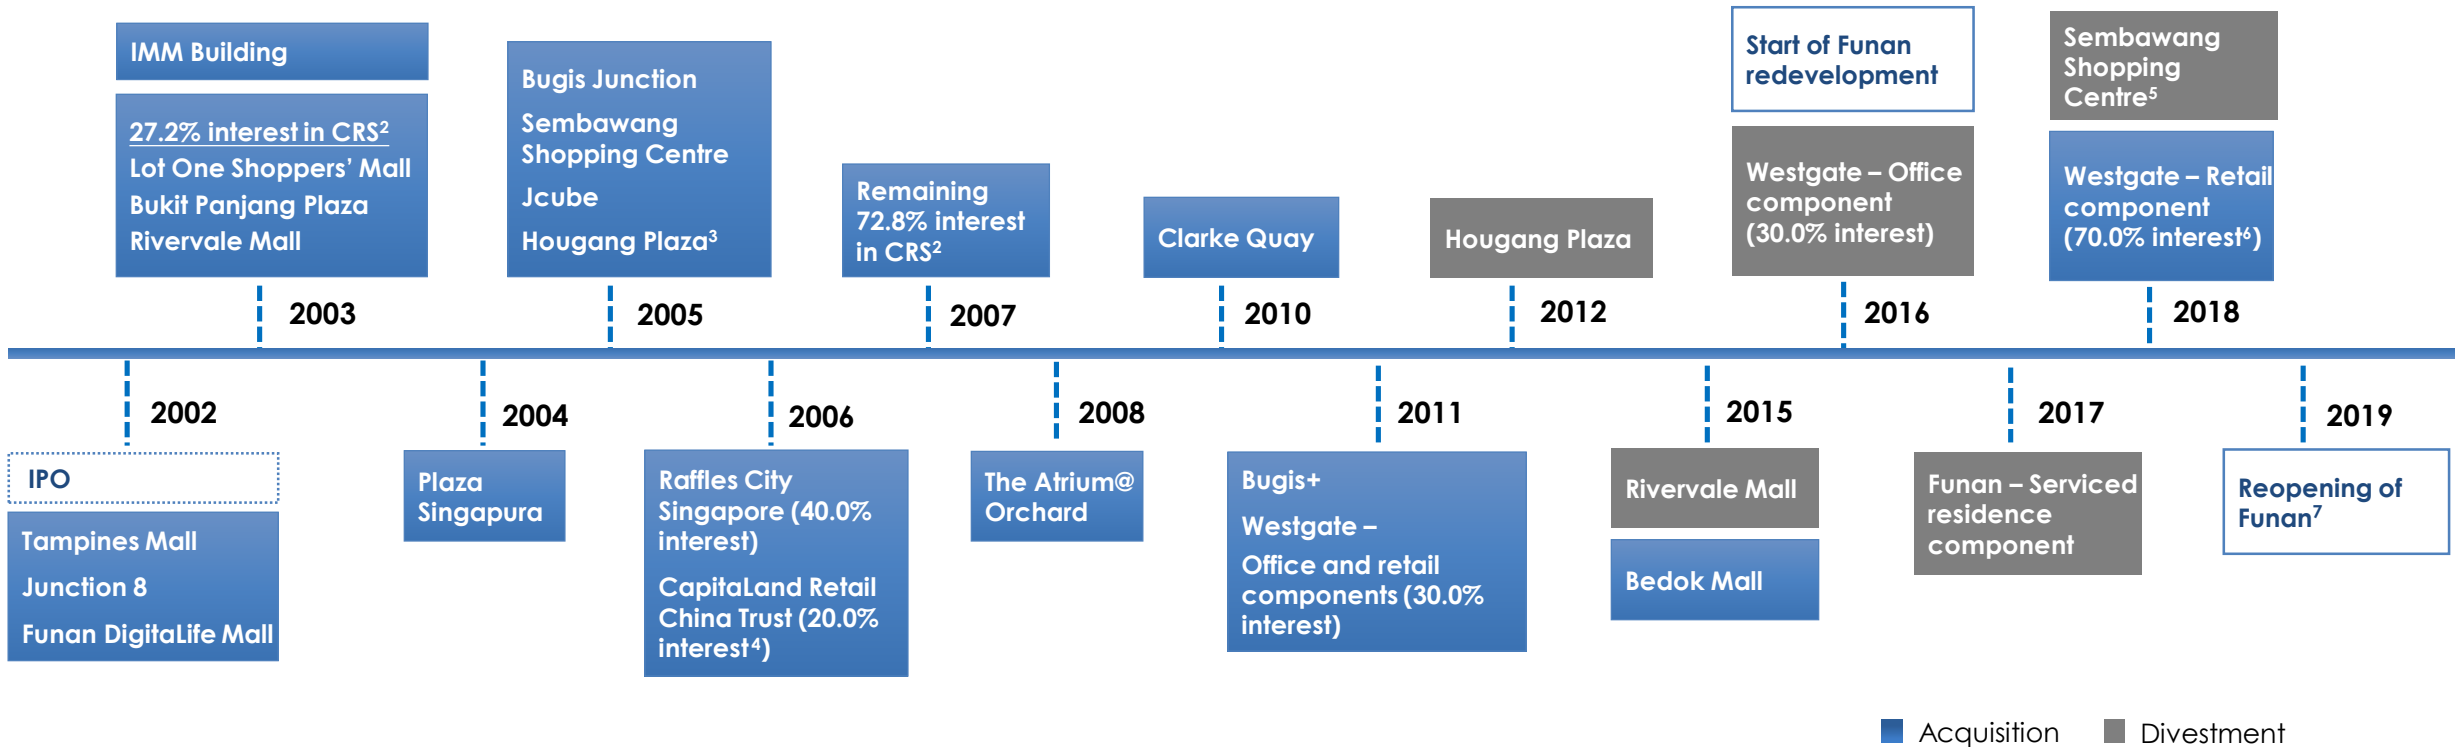 IMM Building
27.2% interest in CRS²
Lot One Shoppers’ Mall
Bukit Panjang Plaza
Rivervale Mall
2003
Bugis Junction
Sembawang
Shopping Centre
Jcube
Hougang Plaza³
2005
Remaining
72.8% interest
in CRS²
2007
Clarke Quay
2010
Hougang Plaza
2012
Start of Funan
redevelopment
Westgate – Office
component
(30.0% interest)
2016
Sembawang
Shopping
Centre⁵
Westgate – Retail
component
(70.0% interest⁶)
2018
2002
IPO
Tampines Mall
Junction 8
Funan DigitaLife Mall
2004
Plaza
Singapura
2006
Raffles City
Singapore (40.0%
interest)
CapitaLand Retail
China Trust (20.0%
interest⁴)
2008
The Atrium@
Orchard
2011
Bugis+
Westgate –
Office and retail
components (30.0%
interest)
2015
Rivervale Mall
Bedok Mall
2017
Funan – Serviced
residence
component
2019
Reopening of
Funan⁷
Acquisition
Divestment